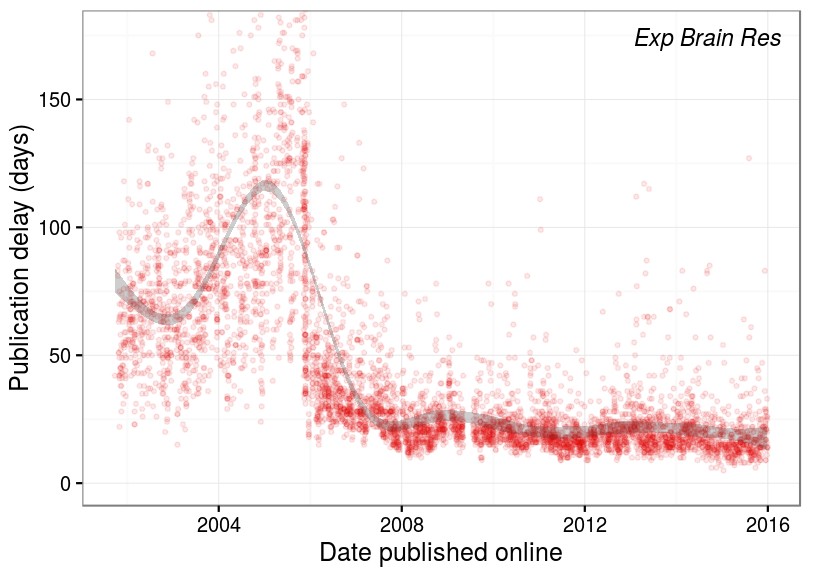 Exp Brain Res
Publication delay (days)
150
100
50
0
2004
2008
2012
2016
Date published online